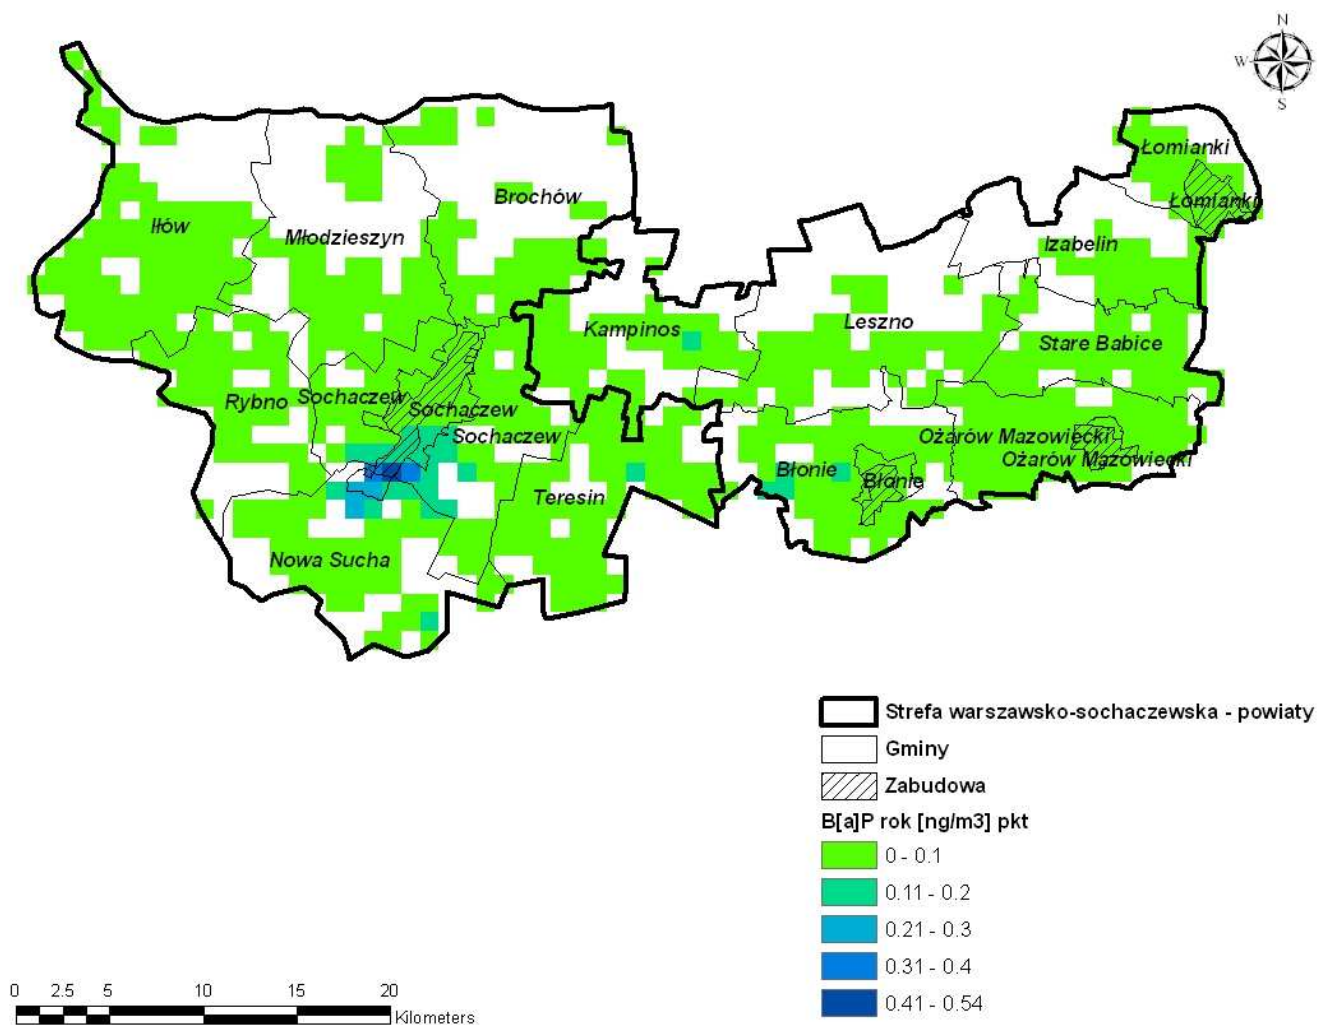 N
W
S
Łomianki
Łomianki
Brochów
Iłów
Młodzieszyn
Izabelin
Kampinos
Leszno
Stare Babice
Rybno
Sochaczew
Sochaczew
Sochaczew
Ożarów Mazowiecki
Ożarów Mazowiecki
Błonie
Błonie
Teresin
Nowa Sucha
Strefa warszawsko-sochaczewska - powiaty
Gminy
Zabudowa
B[a]P rok [ng/m3] pkt
0 - 0.1
0.11 - 0.2
0.21 - 0.3
0.31 - 0.4
0.41 - 0.54
0 2.5 5 10 15 20
Kilometers